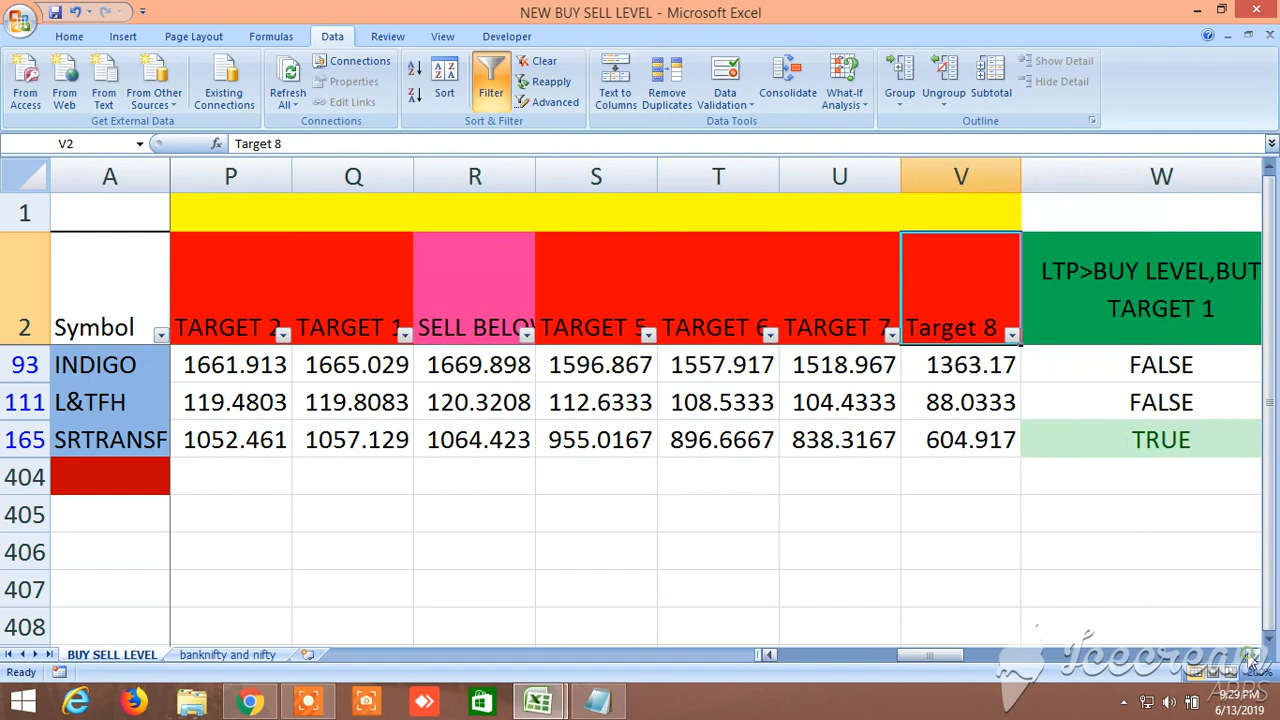 NEW BUY SELL LEVEL - Microsoft Excel
Home Insert Page Layout Formulas Data Review View Developer
From Access
From Web
From Text
From Other Sources
Existing Connections
Get External Data
Refresh All
Connections
Properties
Edit Links
Connections
Sort
Filter
Clear
Reapply
Advanced
Sort & Filter
Text to Columns
Remove Duplicates
Data Validation
Consolidate
What-If Analysis
Data Tools
Group
Ungroup
Subtotal
Show Detail
Hide Detail
Outline
V2 fx Target 8
A P Q R S T U V W
1
2 Symbol TARGET 2 TARGET 1 SELL BELOW TARGET 5 TARGET 6 TARGET 7 Target 8 LTP>BUY LEVEL,BUT
TARGET 1
93 INDIGO 1661.913 1665.029 1669.898 1596.867 1557.917 1518.967 1363.17 FALSE
111 L&TFH 119.4803 119.8083 120.3208 112.6333 108.5333 104.4333 88.0333 FALSE
165 SRTRANSF 1052.461 1057.129 1064.423 955.0167 896.6667 838.3167 604.917 TRUE
404
405
406
407
408
BUY SELL LEVEL banknifty and nifty
Ready 200%
Icecream
APPS
9:29 PM
6/13/2019